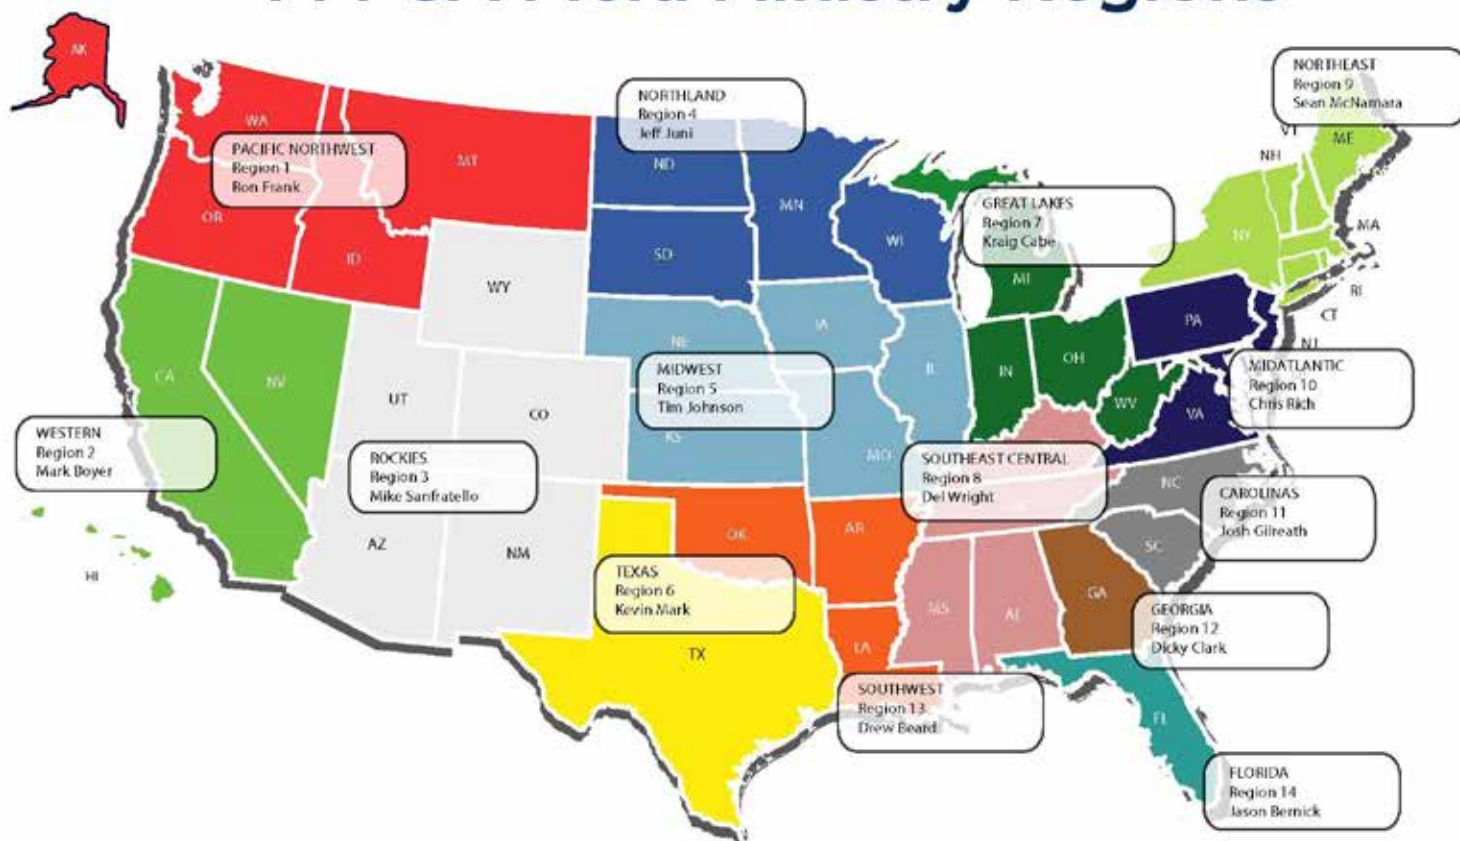 Ministry Regions
AK
WA
PACIFIC NORTHWEST
Region 1
Ron Frank
OR
ID
MT
NORTHLAND
Region 4
Jeff Juni
ND
MN
SD
WI
NORTHEAST
Region 9
Sean McNamara
VT
NH
ME
MA
NY
RI
CT
NJ
GREAT LAKES
Region 7
Kraig Cabe
MI
WY
PA
IN
OH
WV
VA
MIDATLANTIC
Region 10
Chris Rich
NE
IA
IL
MIDWEST
Region 5
Tim Johnson
KS
MO
CA
NV
UT
CO
WESTERN
Region 2
Mark Boyer
ROCKIES
Region 3
Mike Sanfratello
AZ
NM
HI
SOUTHEAST CENTRAL
Region 8
Del Wright
NC
SC
CAROLINAS
Region 11
Josh Gilreath
OK
AR
TEXAS
Region 6
Kevin Mark
TX
MS
AL
GA
GEORGIA
Region 12
Dicky Clark
LA
SOUTHWEST
Region 13
Drew Beard
FL
FLORIDA
Region 14
Jason Bernick